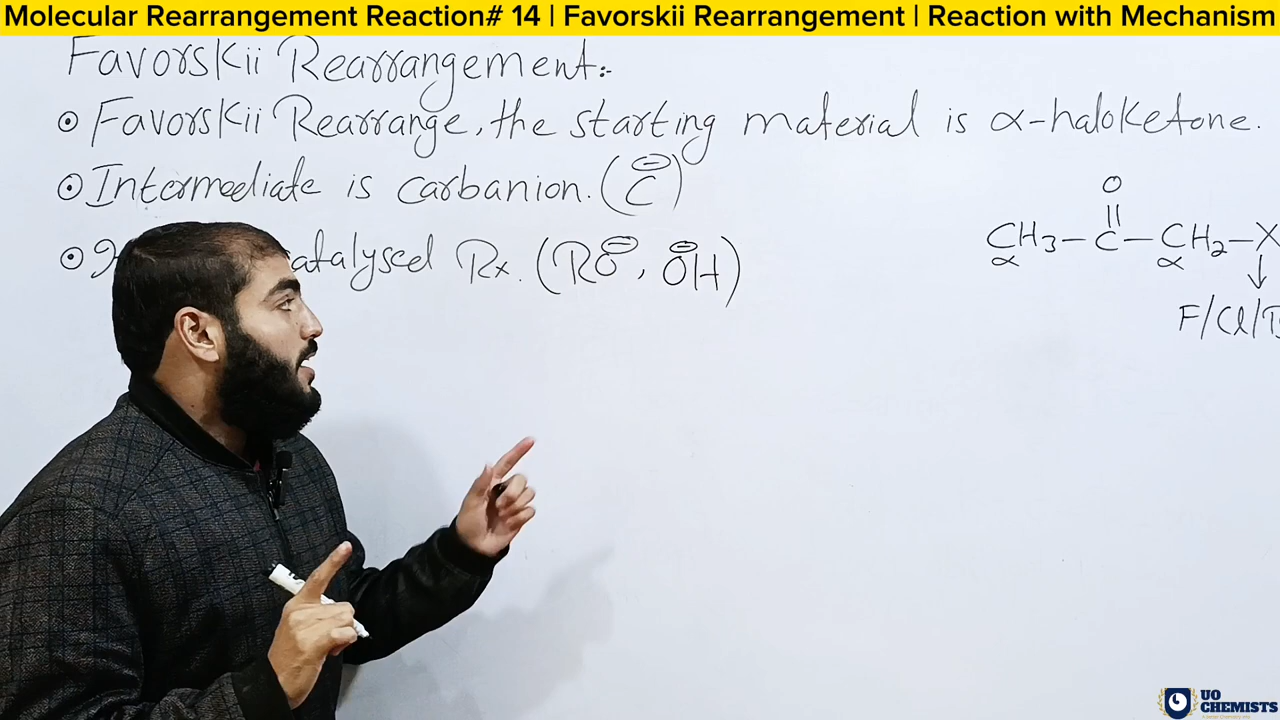 Molecular Rearrangement Reaction# 14 | Favorskii Rearrangement | Reaction with Mechanism
Favorskii Rearrangement:-
⊙ Favorskii Rearrange, the starting material is α-haloketone.
⊙ Intermediate is carbanion. (C⊖)
O
||
CH3 — C — CH2 — X
α α
⊙ atalysed Rx. (RO⊖, ⊖OH)
↓
F/Cl/
UO
CHEMISTS